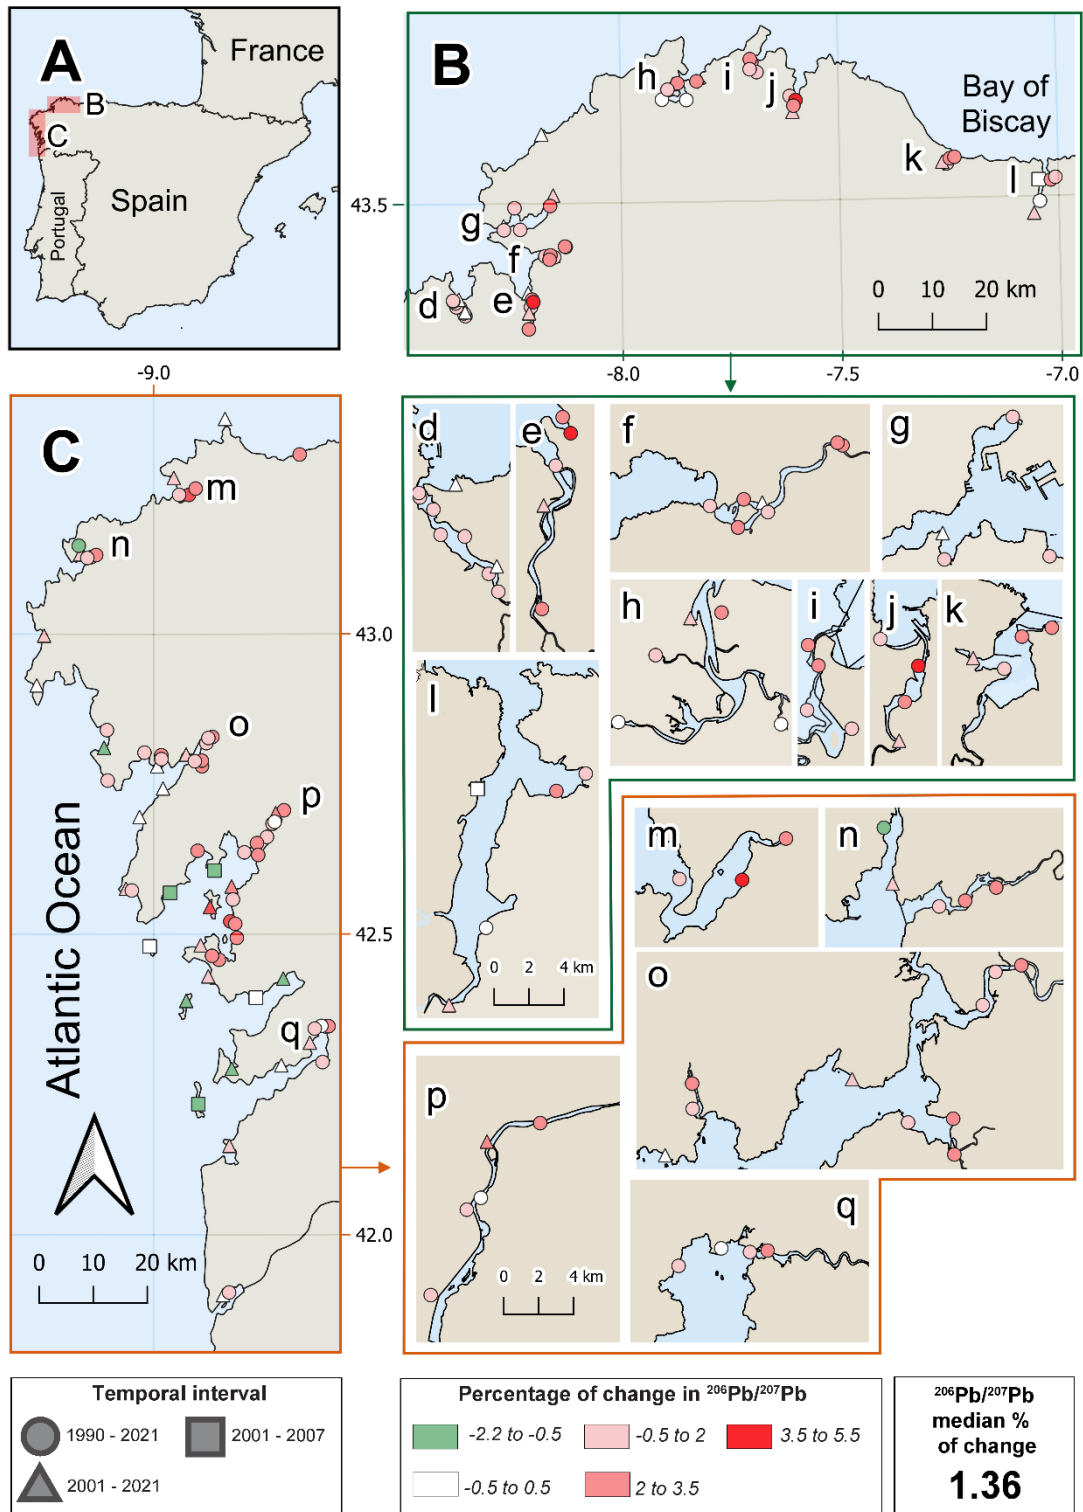 A
France
B
C
Portugal
Spain
B
Bay of
Biscay
h
i
j
k
l
g
f
d
e
43.5
0 10 20 km
-8.0
-7.5
-7.0
-9.0
C
m
n
o
p
q
Atlantic Ocean
43.0
42.5
42.0
0 10 20 km
d
e
f
g
h
i
j
k
l
0 2 4 km
m
n
o
p
0 2 4 km
q
Temporal interval
1990 - 2021
2001 - 2007
2001 - 2021
Percentage of change in ²⁰⁶Pb/²⁰⁷Pb
-2.2 to -0.5
-0.5 to 2
3.5 to 5.5
-0.5 to 0.5
2 to 3.5
²⁰⁶Pb/²⁰⁷Pb
median %
of change
1.36